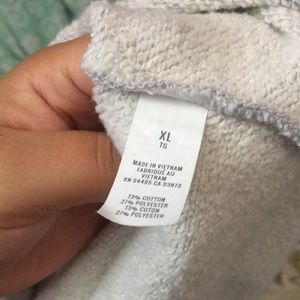 XL
TG
MADE IN VIETNAM
FABRIQUÉ AU
VIETNAM
RN 54485 CA 03873
73% COTTON
27% POLYESTER
73% COTON
27% POLYESTER